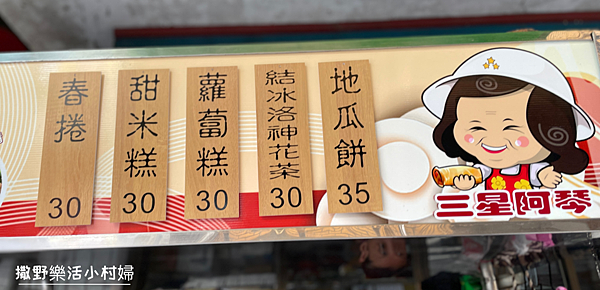 春捲
30
甜米糕
30
蘿蔔糕
30
結冰洛神花茶
30
地瓜餅
35
三星阿琴
撒野樂活小村婦